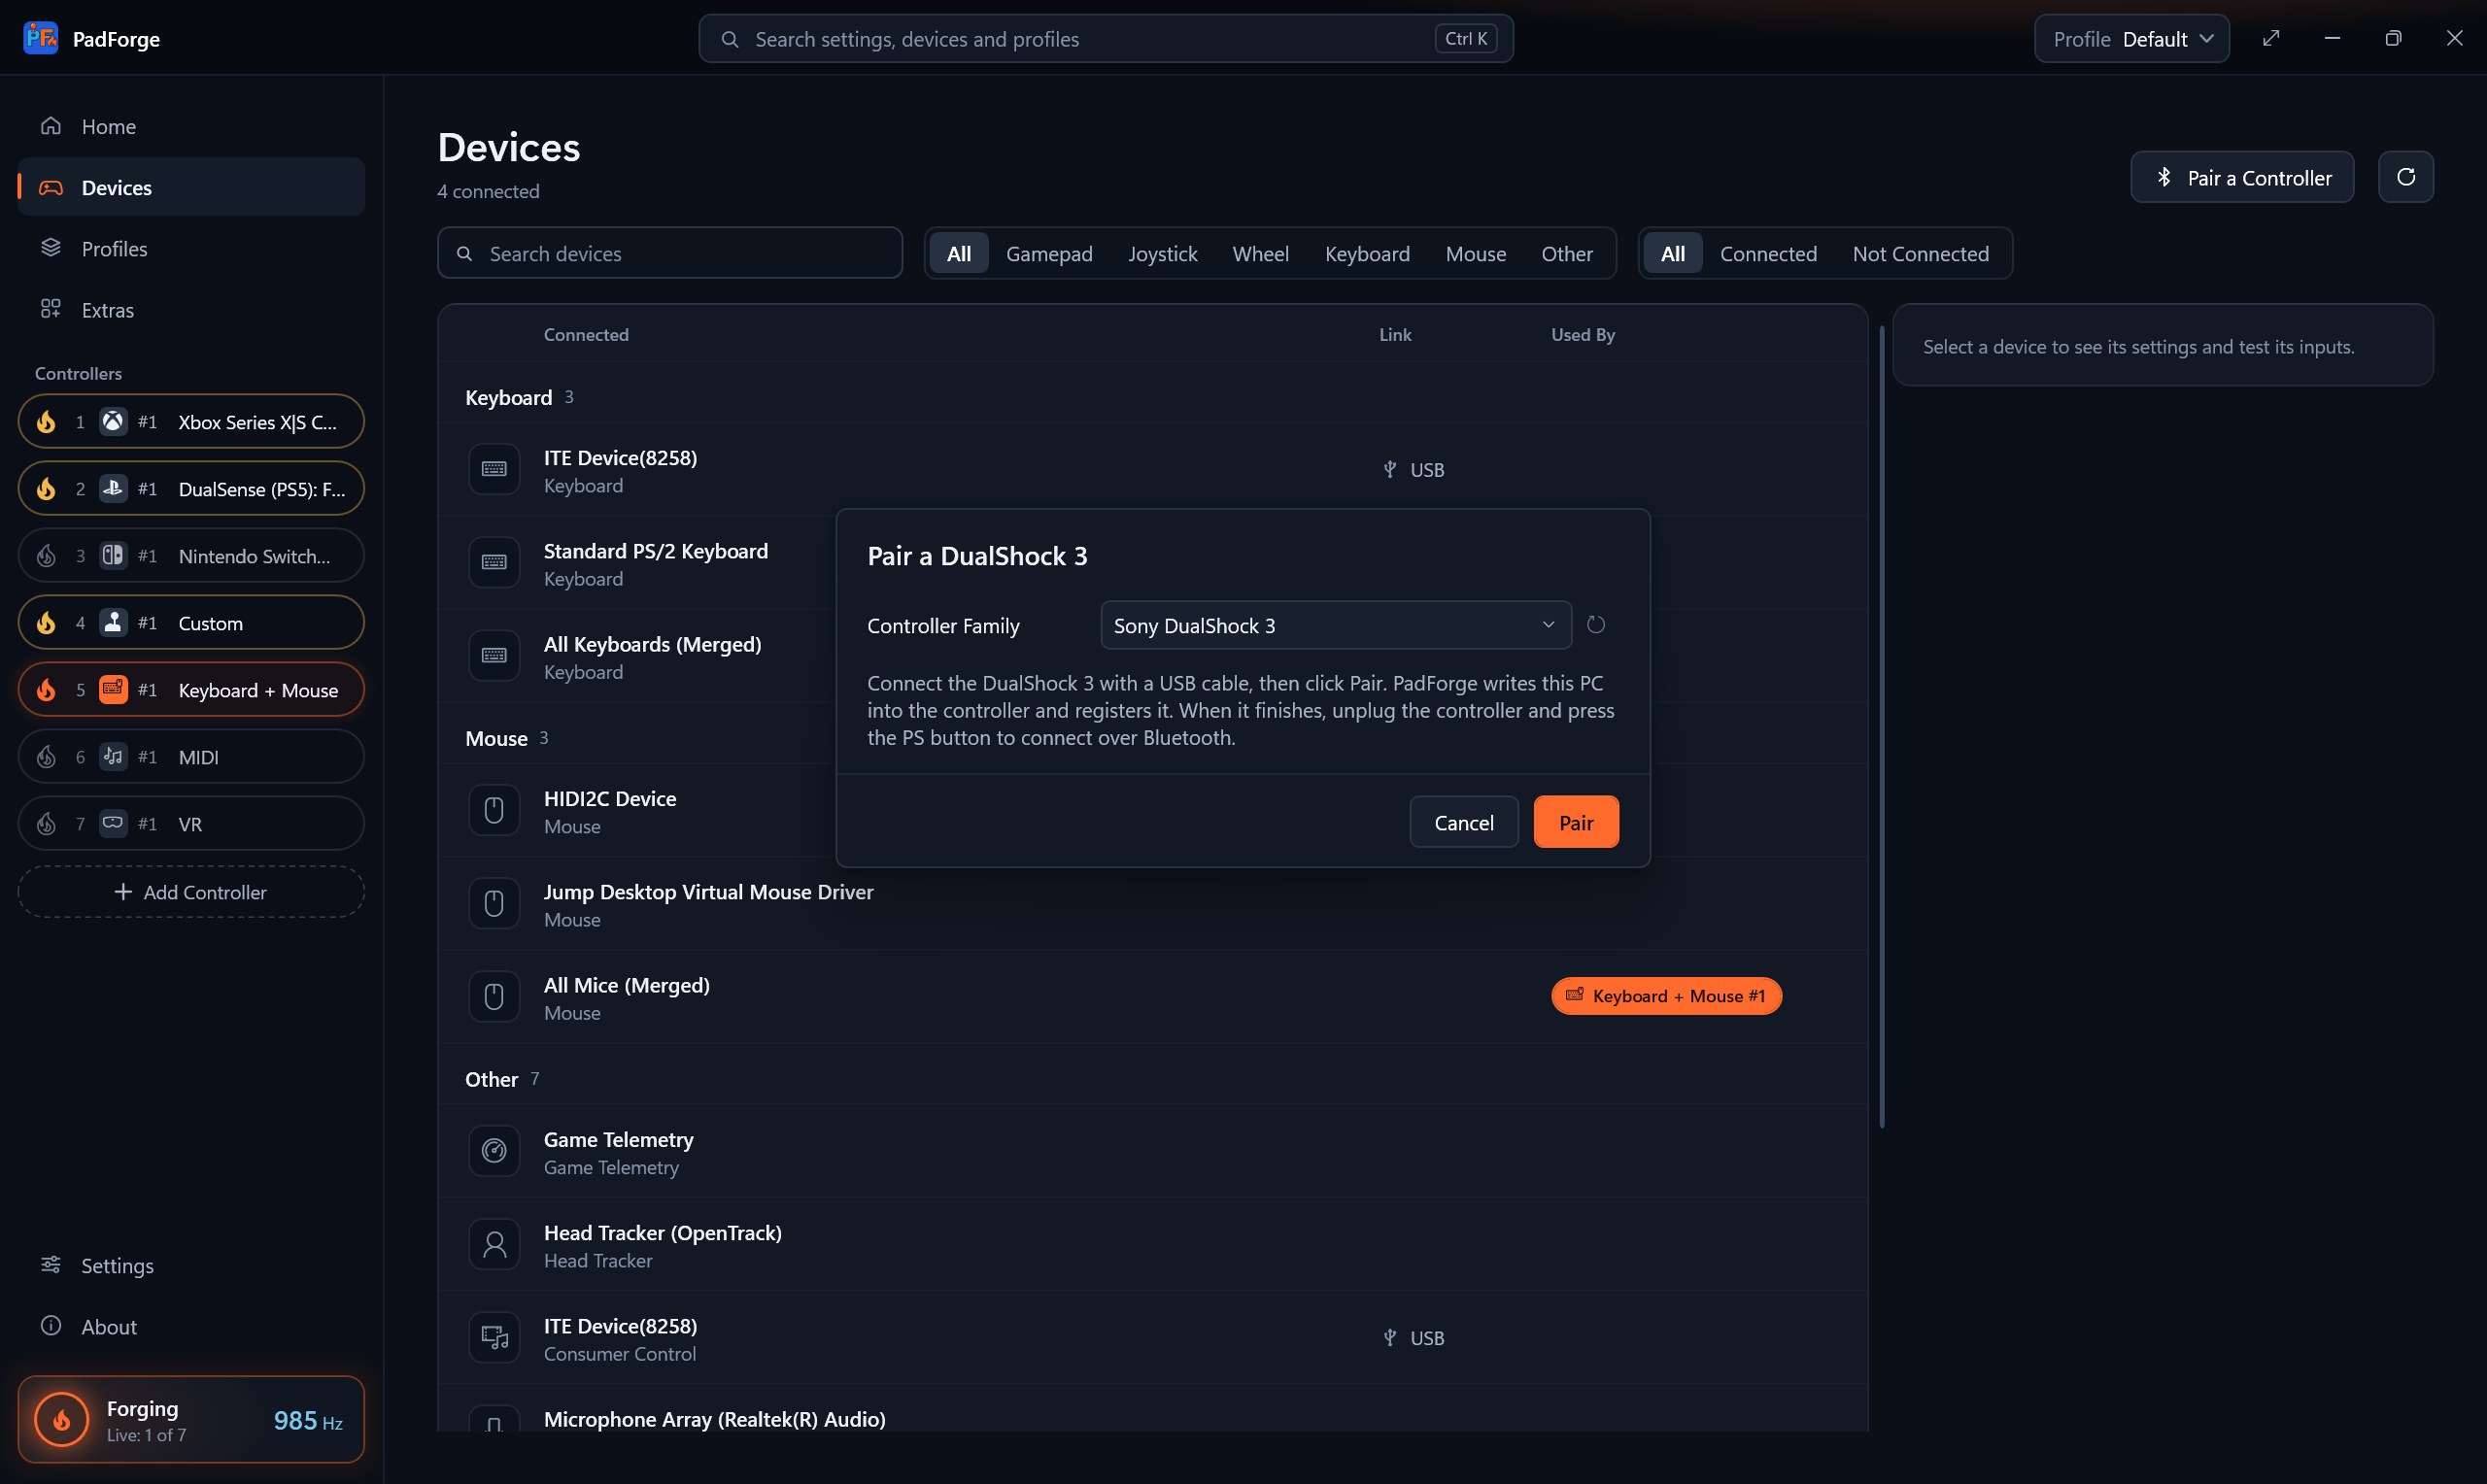 PadForge
Search settings, devices and profiles
Ctrl K
Profile Default
Home
Devices
Profiles
Extras
Controllers
1 #1 Xbox Series X|S C...
2 #1 DualSense (PS5): F...
3 #1 Nintendo Switch...
4 #1 Custom
5 #1 Keyboard + Mouse
6 #1 MIDI
7 #1 VR
Add Controller
Settings
About
Forging
Live: 1 of 7
985 Hz
Devices
4 connected
Pair a Controller
Search devices
All Gamepad Joystick Wheel Keyboard Mouse Other
All Connected Not Connected
Connected Link Used By
Keyboard 3
ITE Device(8258)
Keyboard
USB
Standard PS/2 Keyboard
Keyboard
All Keyboards (Merged)
Keyboard
Mouse 3
HIDI2C Device
Mouse
Jump Desktop Virtual Mouse Driver
Mouse
All Mice (Merged)
Mouse
Keyboard + Mouse #1
Other 7
Game Telemetry
Game Telemetry
Head Tracker (OpenTrack)
Head Tracker
ITE Device(8258)
Consumer Control
USB
Microphone Array (Realtek(R) Audio)
Select a device to see its settings and test its inputs.
Pair a DualShock 3
Controller Family
Sony DualShock 3
Connect the DualShock 3 with a USB cable, then click Pair. PadForge writes this PC
into the controller and registers it. When it finishes, unplug the controller and press
the PS button to connect over Bluetooth.
Cancel
Pair